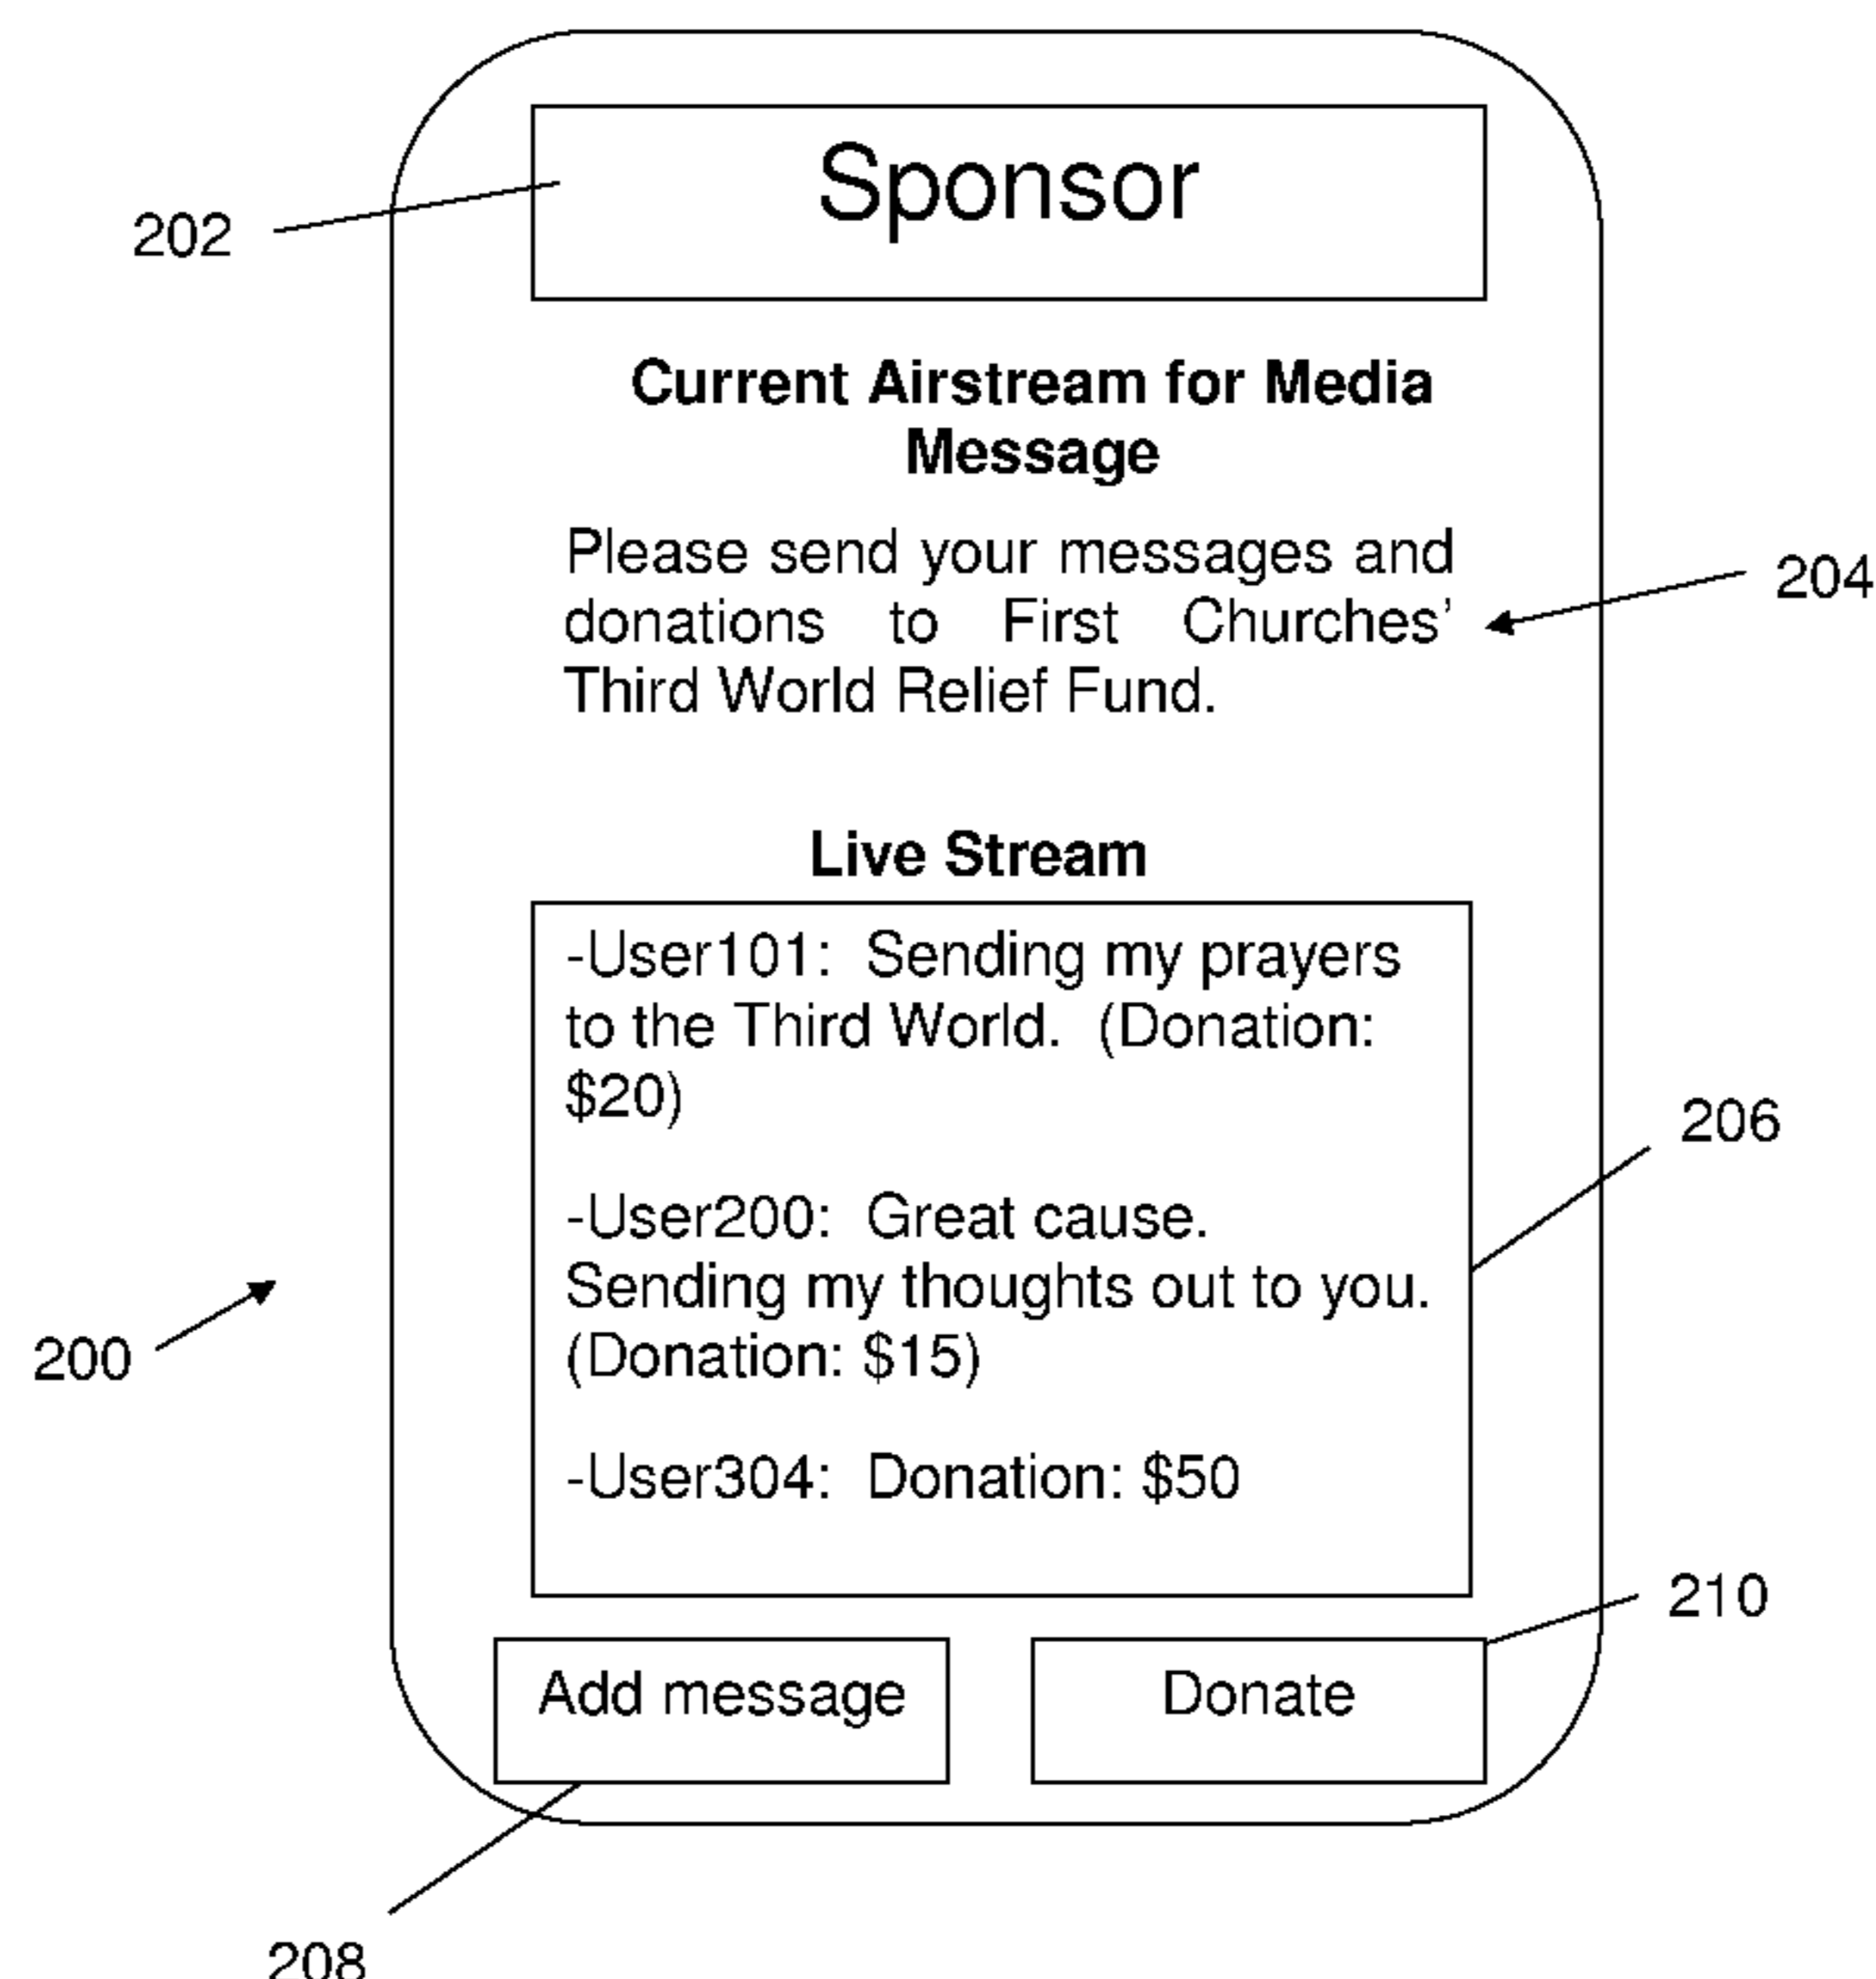 Sponsor
202
Current Airstream for Media
Message
Please send your messages and
donations to First Churches’
Third World Relief Fund.
204
Live Stream
-User101: Sending my prayers
to the Third World. (Donation:
$20)
206
-User200: Great cause.
Sending my thoughts out to you.
(Donation: $15)
200
-User304: Donation: $50
210
Add message
Donate
208